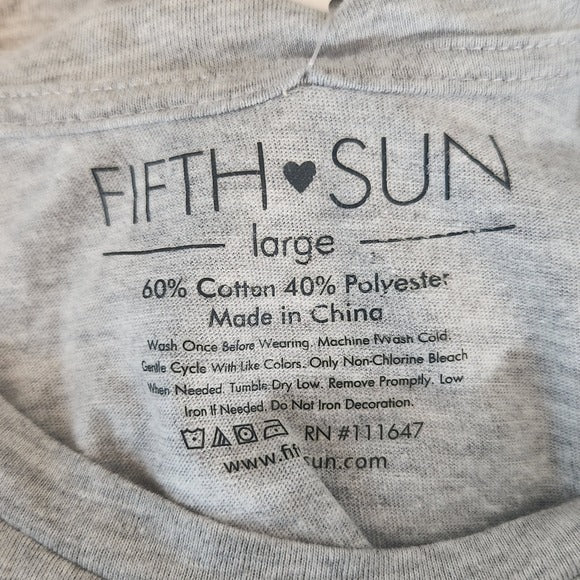 FIFTH ♥ SUN
large
60% Cotton 40% Polyester
Made in China
Wash Once Before Wearing. Machine Wash Cold.
Gentle Cycle With Like Colors. Only Non-Chlorine Bleach
When Needed. Tumble Dry Low. Remove Promptly. Low
Iron If Needed. Do Not Iron Decoration.
RN #111647
www.fifthsun.com